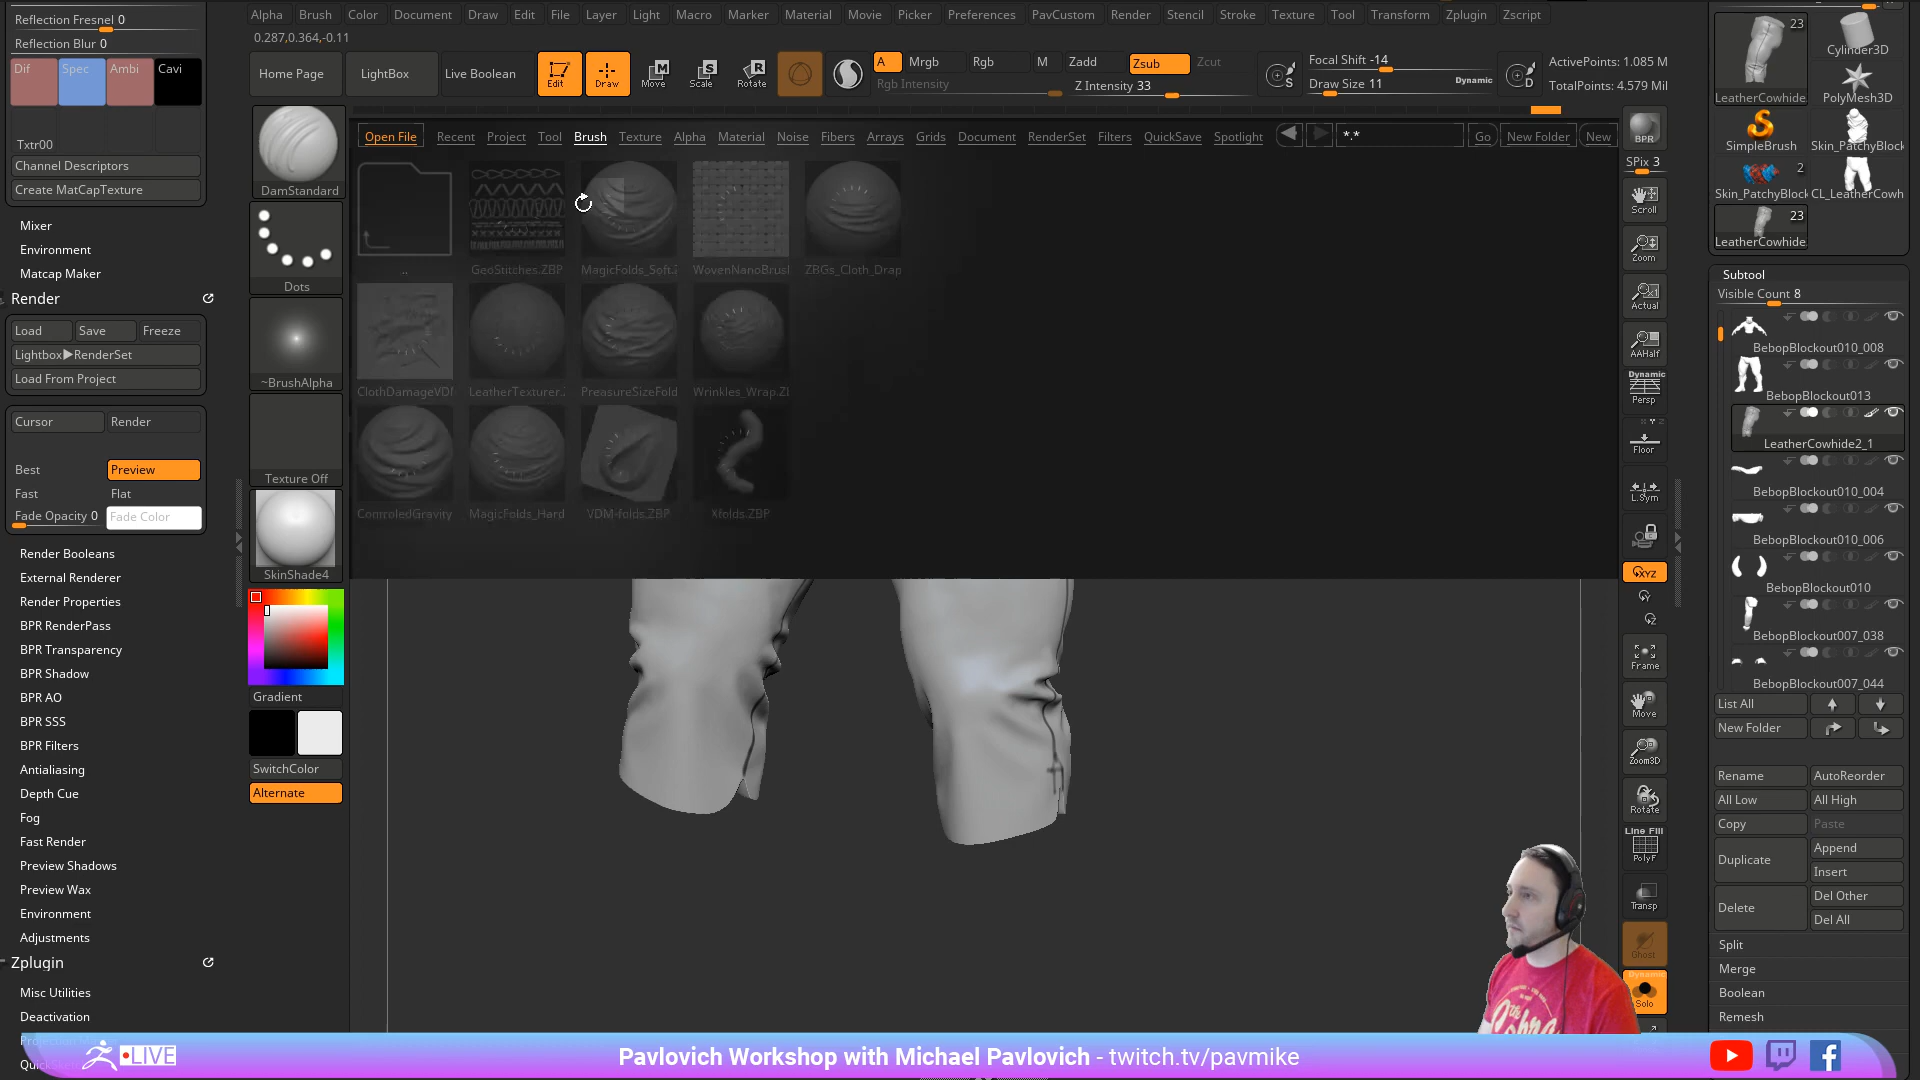 Alpha Brush Color Document Draw Edit File Layer Light Macro Marker Material Movie Picker Preferences PavCustom Render Stencil Stroke Texture Tool Transform Zplugin Zscript
0.287,0.364,-0.11
Home Page LightBox Live Boolean Edit Draw Move Scale Rotate
A Mrgb Rgb M Zadd Zsub Zcut
Rgb Intensity Z Intensity 33
Focal Shift -14
Draw Size 11 Dynamic
S D
ActivePoints: 1.085 M
TotalPoints: 4.579 Mil
Reflection Fresnel 0
Reflection Blur 0
Dif Spec Ambi Cavi
Txtr00
Channel Descriptors
Create MatCapTexture
Mixer
Environment
Matcap Maker
Render
Load Save Freeze
Lightbox▶RenderSet
Load From Project
Cursor Render
Best Preview
Fast Flat
Fade Opacity 0 Fade Color
Render Booleans
External Renderer
Render Properties
BPR RenderPass
BPR Transparency
BPR Shadow
BPR AO
BPR SSS
BPR Filters
Antialiasing
Depth Cue
Fog
Fast Render
Preview Shadows
Preview Wax
Environment
Adjustments
Zplugin
Misc Utilities
Deactivation
DamStandard
Dots
~BrushAlpha
Texture Off
SkinShade4
Gradient
SwitchColor
Alternate
Open File Recent Project Tool Brush Texture Alpha Material Noise Fibers Arrays Grids Document RenderSet Filters QuickSave Spotlight *.* Go New Folder New
.. GeoStitches.ZBP MagicFolds_Soft.Z WovenNanoBrus ZBGs_Cloth_Drap
ClothDamageVDM LeatherTexturer.Z PreasureSizeFold Wrinkles_Wrap.ZB
ComroledGravity MagicFolds_Hard VDM-folds.ZBP Xfolds.ZBP
BPR
SPix 3
Scroll
Zoom
Actual
AAHalf
Dynamic
Persp
Floor
L.Sym
XYZ
Y
Z
Frame
Move
Zoom3D
Rotate
Line Fill
PolyF
Transp
Ghost
Dynamic
Solo
23
LeatherCowhide Cylinder3D
PolyMesh3D
SimpleBrush Skin_PatchyBlock
2
Skin_PatchyBlock CL_LeatherCowh
23
LeatherCowhide
Subtool
Visible Count 8
BebopBlockout010_008
BebopBlockout013
LeatherCowhide2_1
BebopBlockout010_004
BebopBlockout010_006
BebopBlockout010
BebopBlockout007_038
BebopBlockout007_044
List All
New Folder
Rename AutoReorder
All Low All High
Copy Paste
Duplicate Append
Insert
Delete Del Other
Del All
Split
Merge
Boolean
Remesh
the Cobra
LIVE
Pavlovich Workshop with Michael Pavlovich - twitch.tv/pavmike